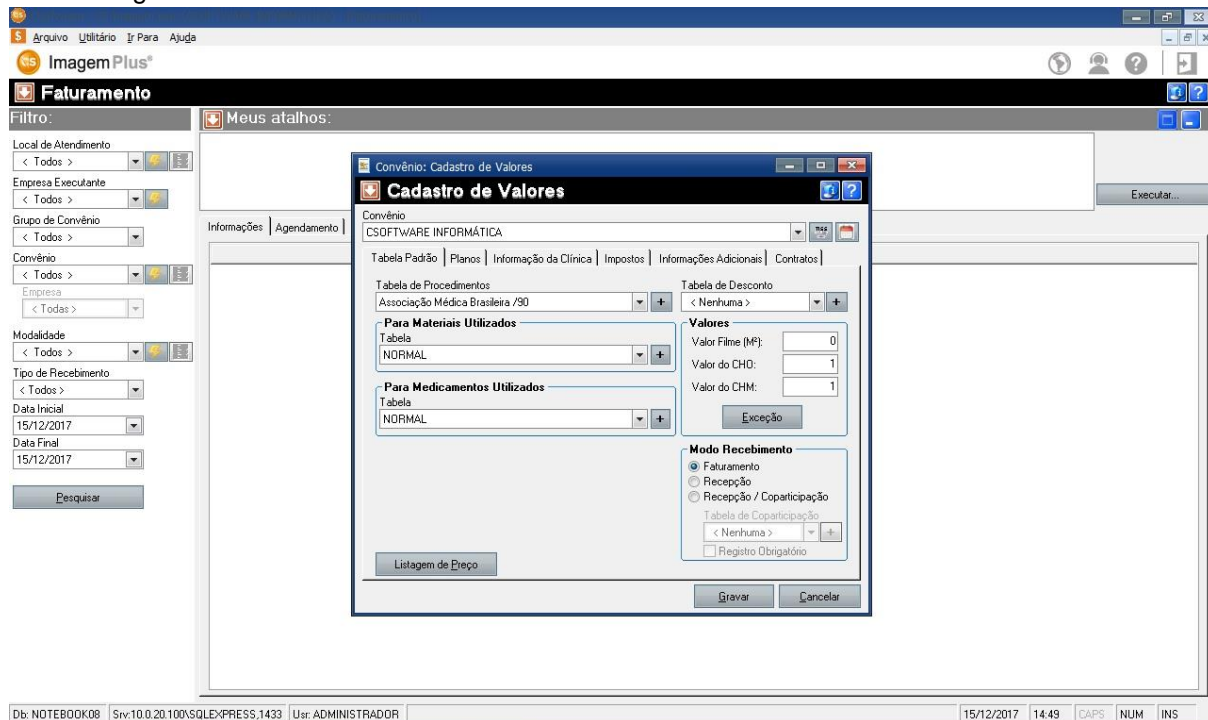 Arquivo Utilitário Ir Para Ajuda
ImagemPlus®
Faturamento
Filtro:
Meus atalhos:
Local de Atendimento
< Todos >
Empresa Executante
< Todos >
Grupo de Convênio
< Todos >
Convênio
< Todos >
Empresa
< Todas >
Modalidade
< Todos >
Tipo de Recebimento
< Todos >
Data Inicial
15/12/2017
Data Final
15/12/2017
Pesquisar
Executar...
Informações Agendamento
Convênio: Cadastro de Valores
Cadastro de Valores
Convênio
CSOFTWARE INFORMÁTICA
Tabela Padrão Planos Informação da Clínica Impostos Informações Adicionais Contratos
Tabela de Procedimentos
Associação Médica Brasileira /90
Tabela de Desconto
< Nenhuma >
Para Materiais Utilizados
Tabela
NORMAL
Para Medicamentos Utilizados
Tabela
NORMAL
Valores
Valor Filme (M²): 0
Valor do CHO: 1
Valor do CHM: 1
Exceção
Modo Recebimento
Faturamento
Recepção
Recepção / Coparticipação
Tabela de Coparticipação
< Nenhuma >
Registro Obrigatório
Listagem de Preço
Gravar Cancelar
Db: NOTEBOOK08 Srv:10.0.20.100\SQLEXPRESS,1433 Usr: ADMINISTRADOR 15/12/2017 14:49 CAPS NUM INS